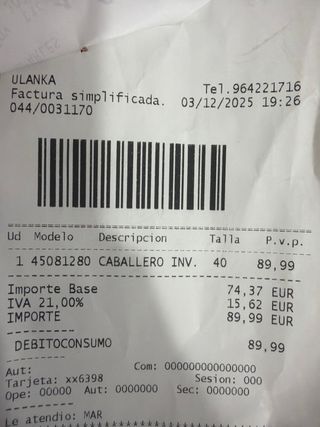 ULANKA Tel.964221716
Factura simplificada. 03/12/2025 19:26
044/0031170
Ud Modelo Descripcion Talla P.v.p.
1 45081280 CABALLERO INV. 40 89,99
Importe Base 74,37 EUR
IVA 21,00% 15,62 EUR
IMPORTE 89,99 EUR
DEBITOCONSUMO 89,99
Aut: Com: 000000000000000
Tarjeta: xx6398 Sesion: 000
Ope: 00000 Aut: 0000000 Sec: 0000000
Le atendio: MAR